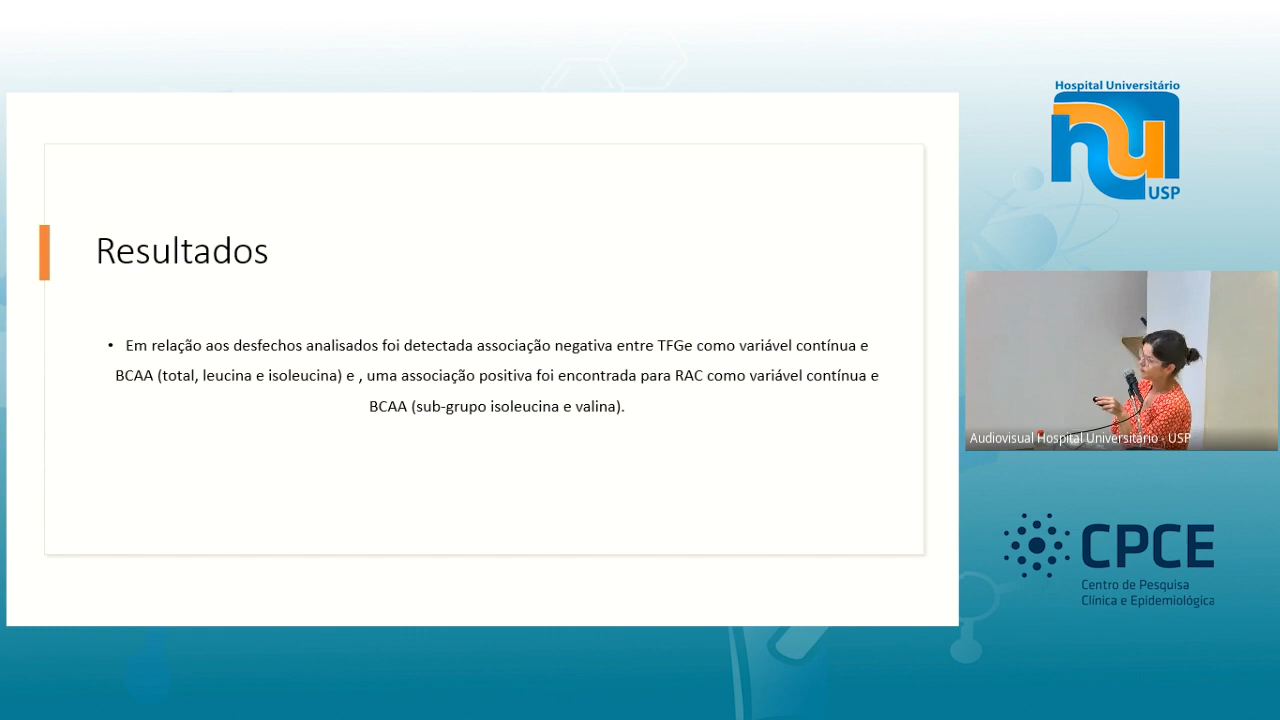 Hospital Universitário
hu
USP
Resultados
• Em relação aos desfechos analisados foi detectada associação negativa entre TFGe como variável contínua e
BCAA (total, leucina e isoleucina) e , uma associação positiva foi encontrada para RAC como variável contínua e
BCAA (sub-grupo isoleucina e valina).
Audiovisual Hospital Universitário - USP
CPCE
Centro de Pesquisa
Clínica e Epidemiológica